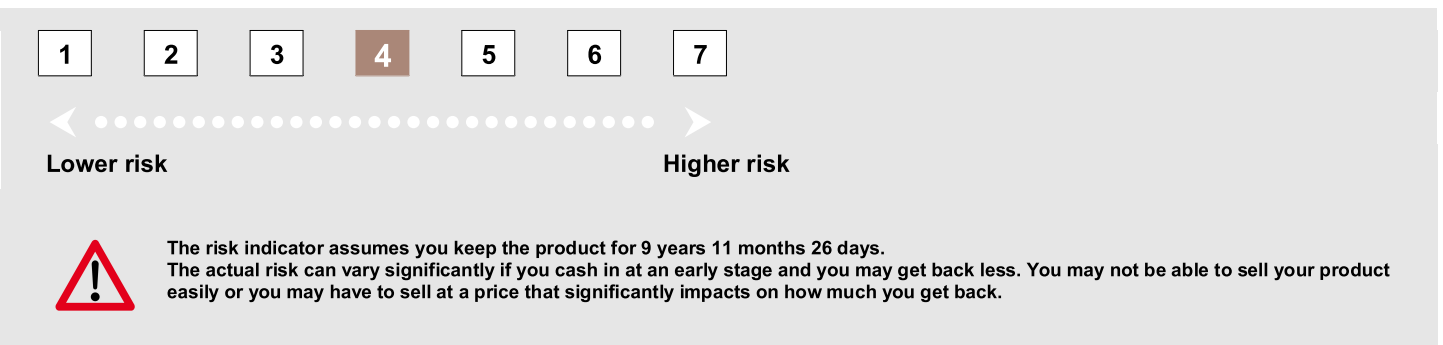 1 2 3 4 5 6 7
Lower risk Higher risk
The risk indicator assumes you keep the product for 9 years 11 months 26 days.
The actual risk can vary significantly if you cash in at an early stage and you may get back less. You may not be able to sell your product
easily or you may have to sell at a price that significantly impacts on how much you get back.